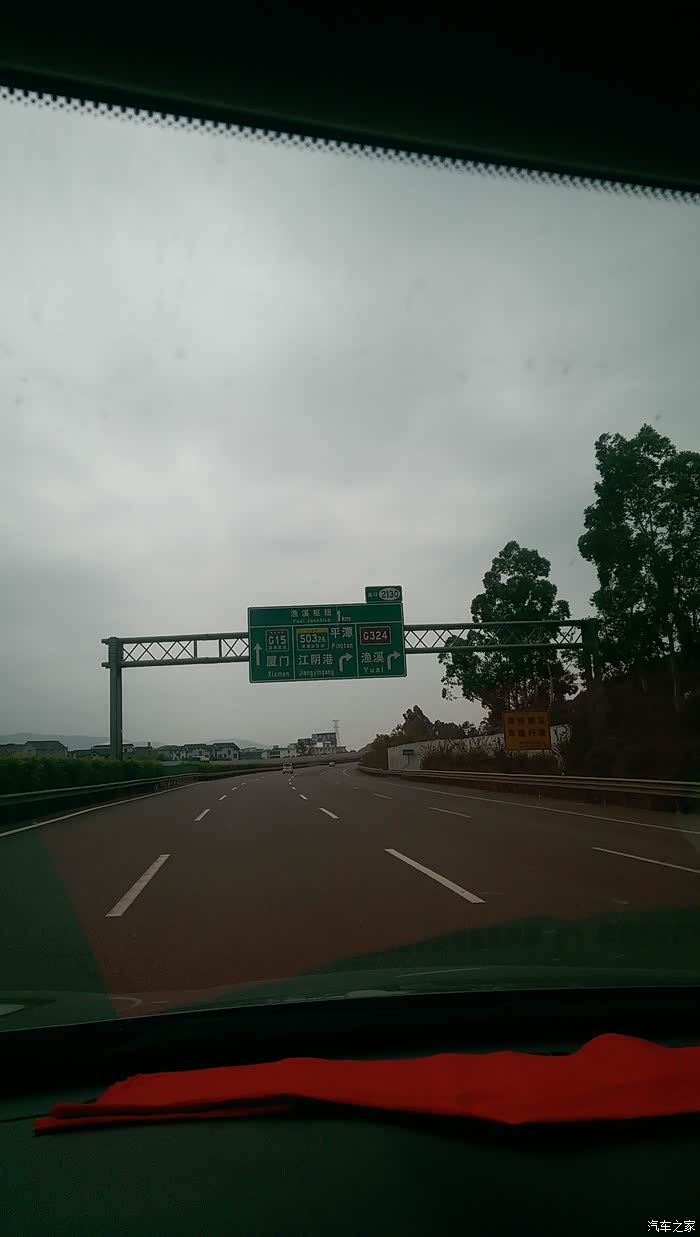 出口 2130
渔溪枢纽 1km
Yuxi Junction
G15 S0326 平潭 G324
Pingtan
厦门 江阴港 渔溪
Xiamen Jiangyingang Yuxi
汽车之家